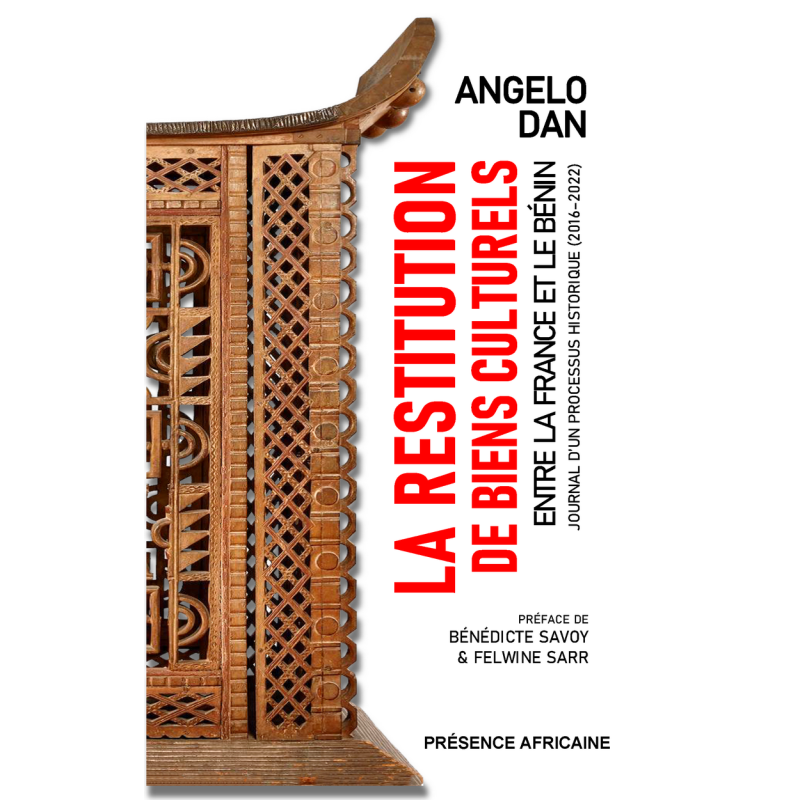 ANGELO
DAN
LA RESTITUTION
DE BIENS CULTURELS
ENTRE LA FRANCE ET LE BÉNIN
JOURNAL D'UN PROCESSUS HISTORIQUE (2016-2022)
PRÉFACE DE
BÉNÉDICTE SAVOY
& FELWINE SARR
PRÉSENCE AFRICAINE